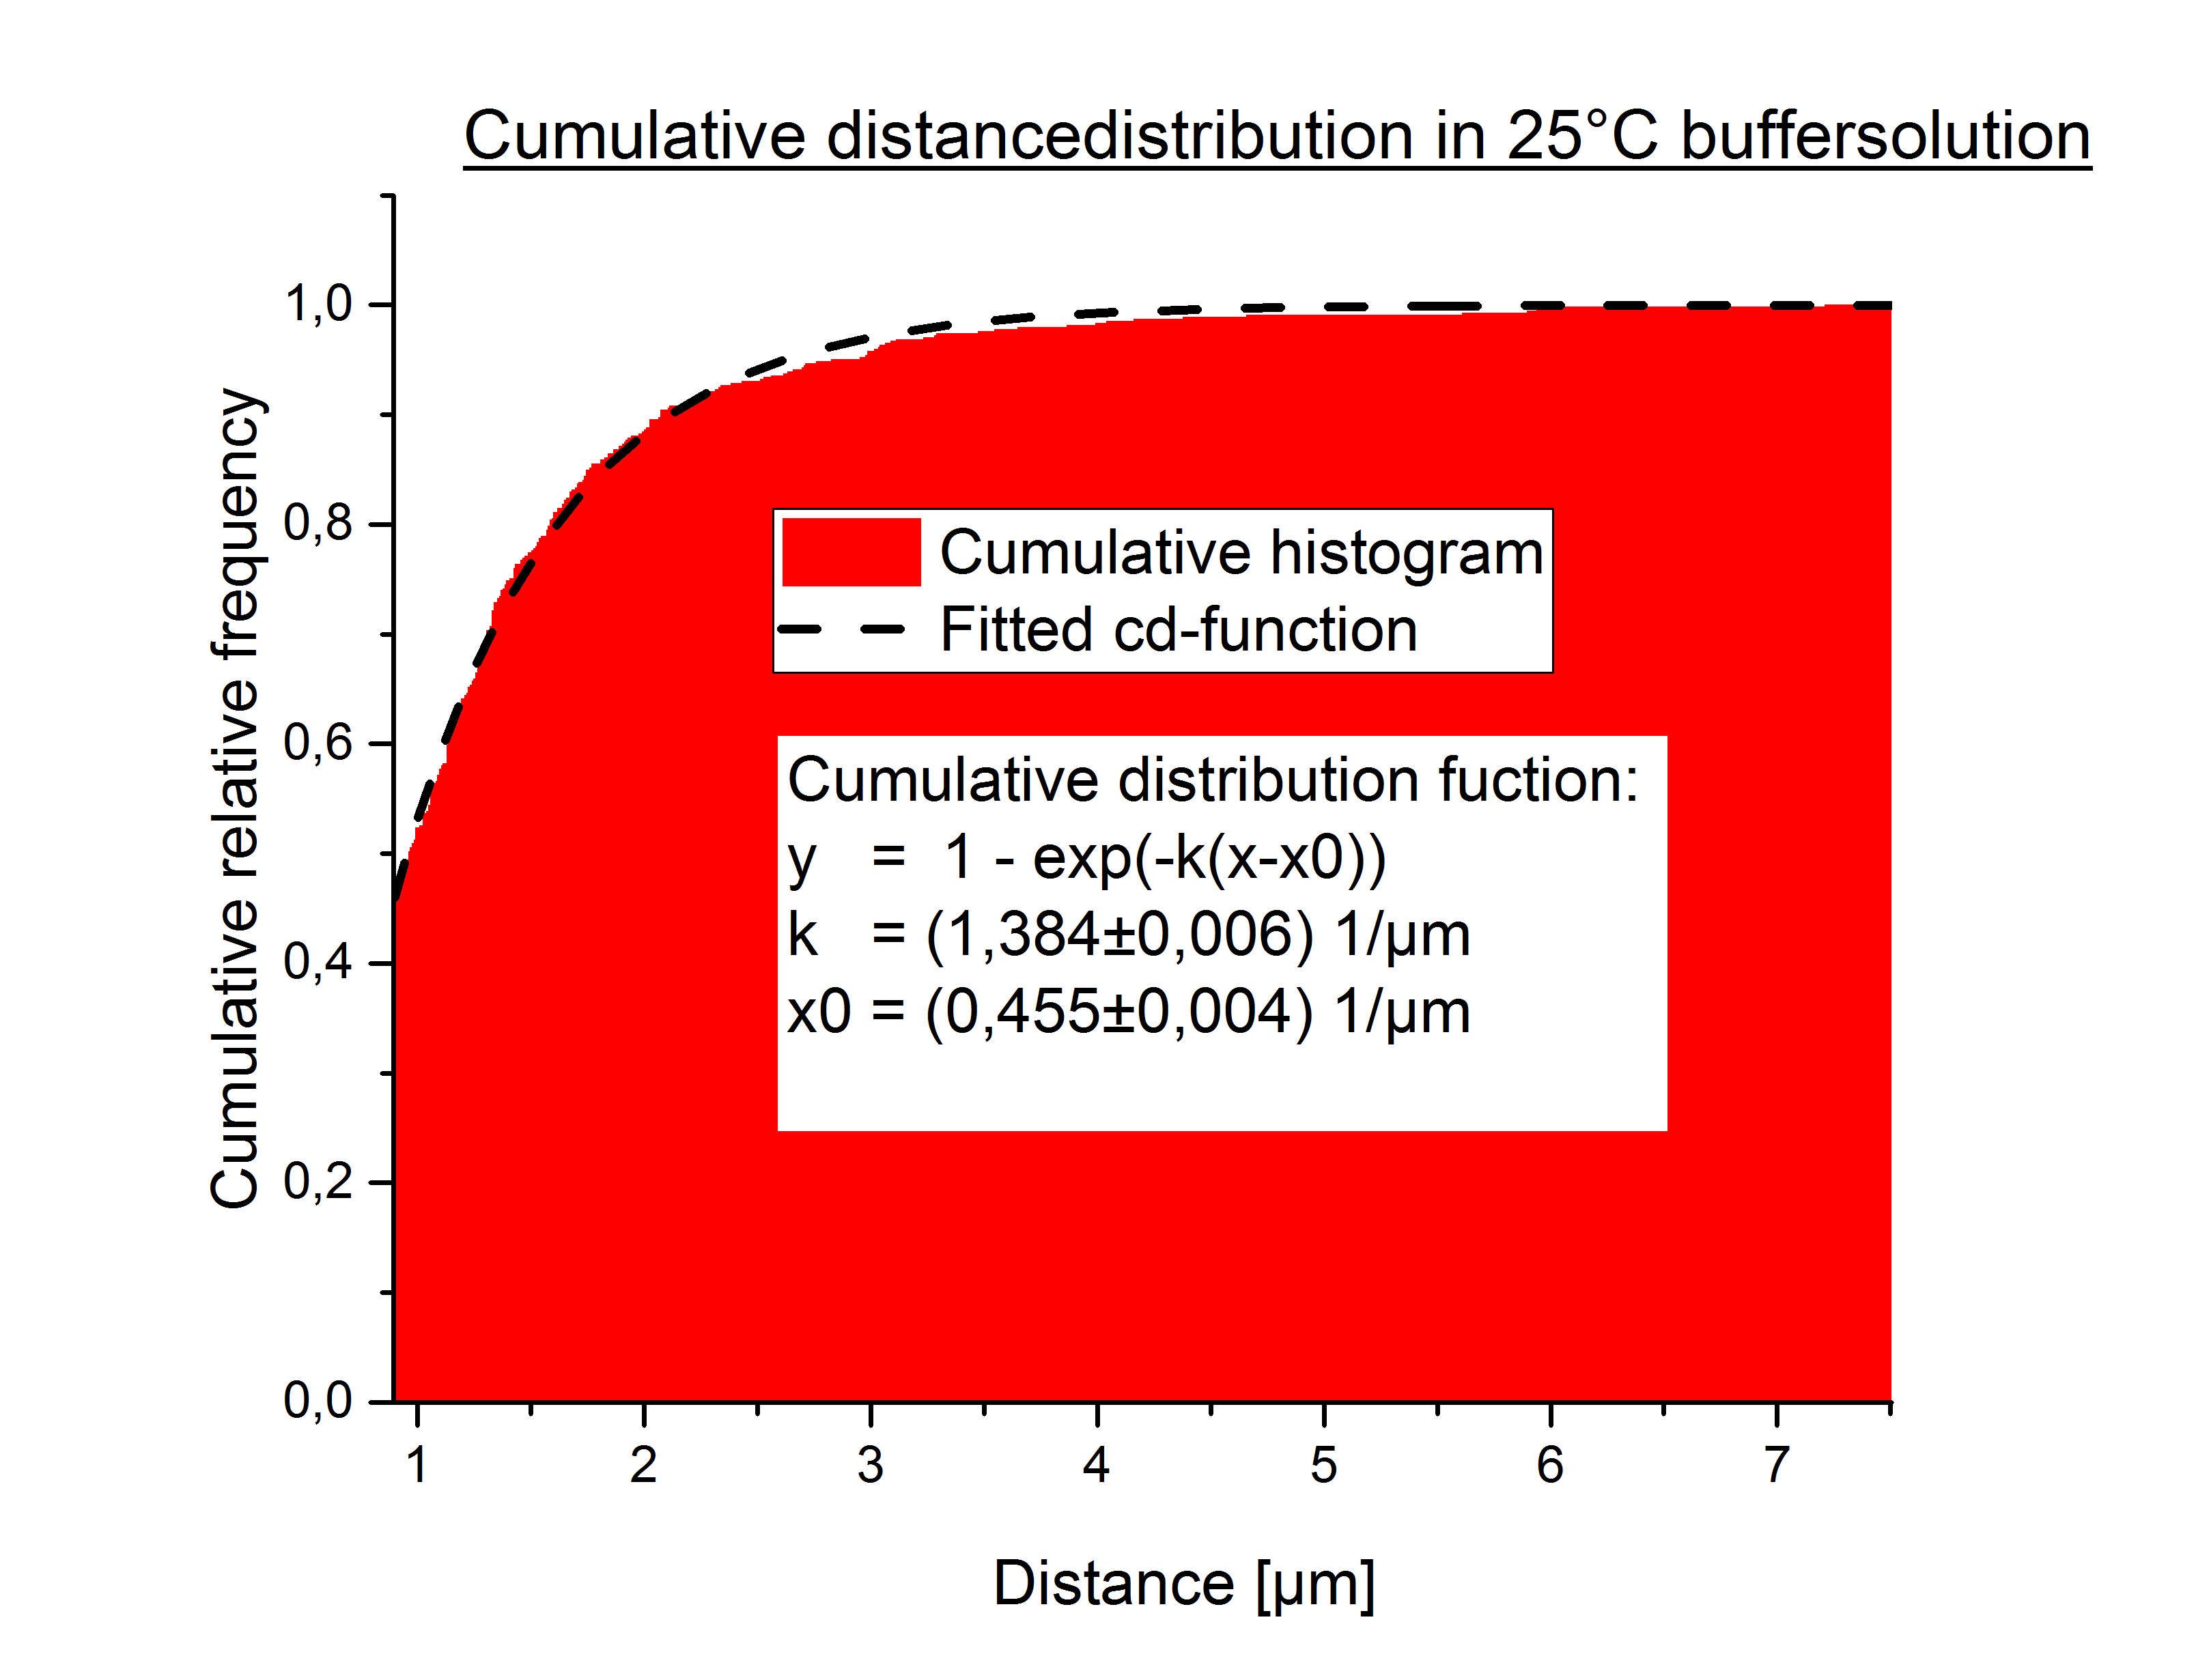 Cumulative distancedistribution in 25°C buffersolution
Cumulative relative frequency
1,0
0,8
0,6
0,4
0,2
0,0
Cumulative histogram
Fitted cd-function
Cumulative distribution fuction:
y = 1 - exp(-k(x-x0))
k = (1,384±0,006) 1/µm
x0 = (0,455±0,004) 1/µm
1 2 3 4 5 6 7
Distance [µm]